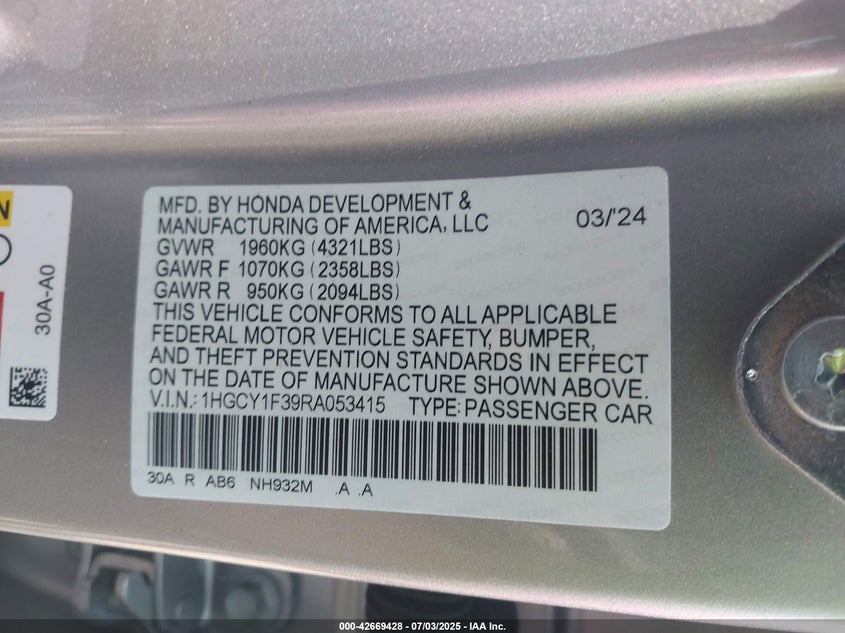 N
30A-A0
MFD. BY HONDA DEVELOPMENT &
MANUFACTURING OF AMERICA, LLC 03/'24
GVWR 1960KG (4321LBS)
GAWR F 1070KG (2358LBS)
GAWR R 950KG (2094LBS)
THIS VEHICLE CONFORMS TO ALL APPLICABLE
FEDERAL MOTOR VEHICLE SAFETY, BUMPER,
AND THEFT PREVENTION STANDARDS IN EFFECT
ON THE DATE OF MANUFACTURE SHOWN ABOVE.
V.I.N.: 1HGCY1F39RA053415 TYPE: PASSENGER CAR
30A R AB6 NH932M .A .A
000-42669428 - 07/03/2025 - IAA Inc.